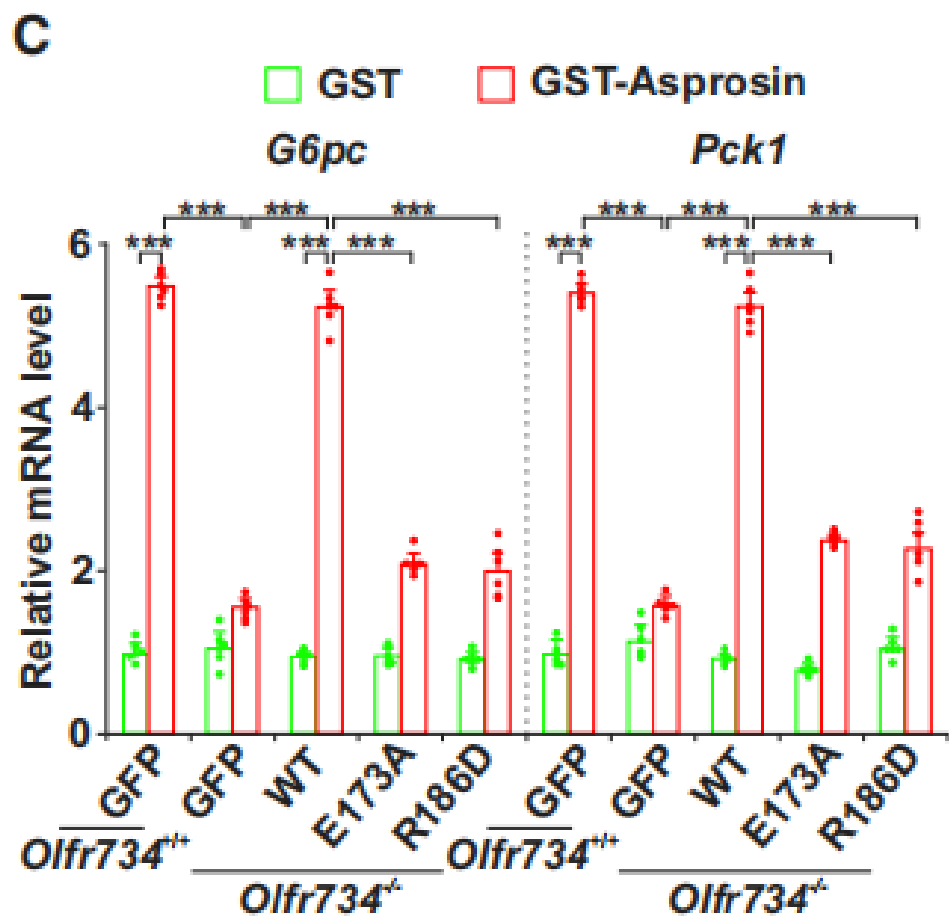 C
GST GST-Asprosin
G6pc Pck1
*** *** *** *** *** ***
*** *** *** *** *** ***
6
4
2
0
Relative mRNA level
GFP GFP WT E173A R186D GFP GFP WT E173A R186D
Olfr734+/+ Olfr734+/+
Olfr734-/- Olfr734-/-